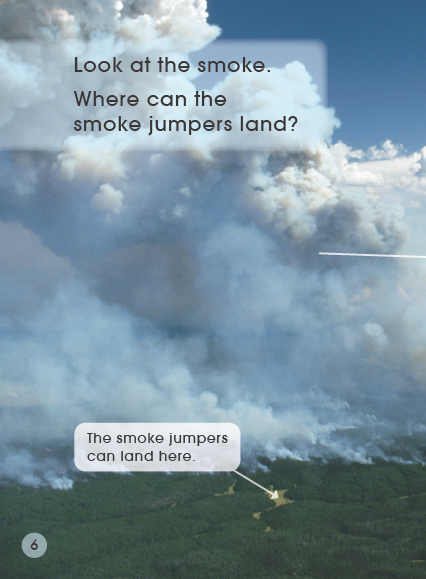 Look at the smoke.
Where can the
smoke jumpers land?
The smoke jumpers
can land here.
6